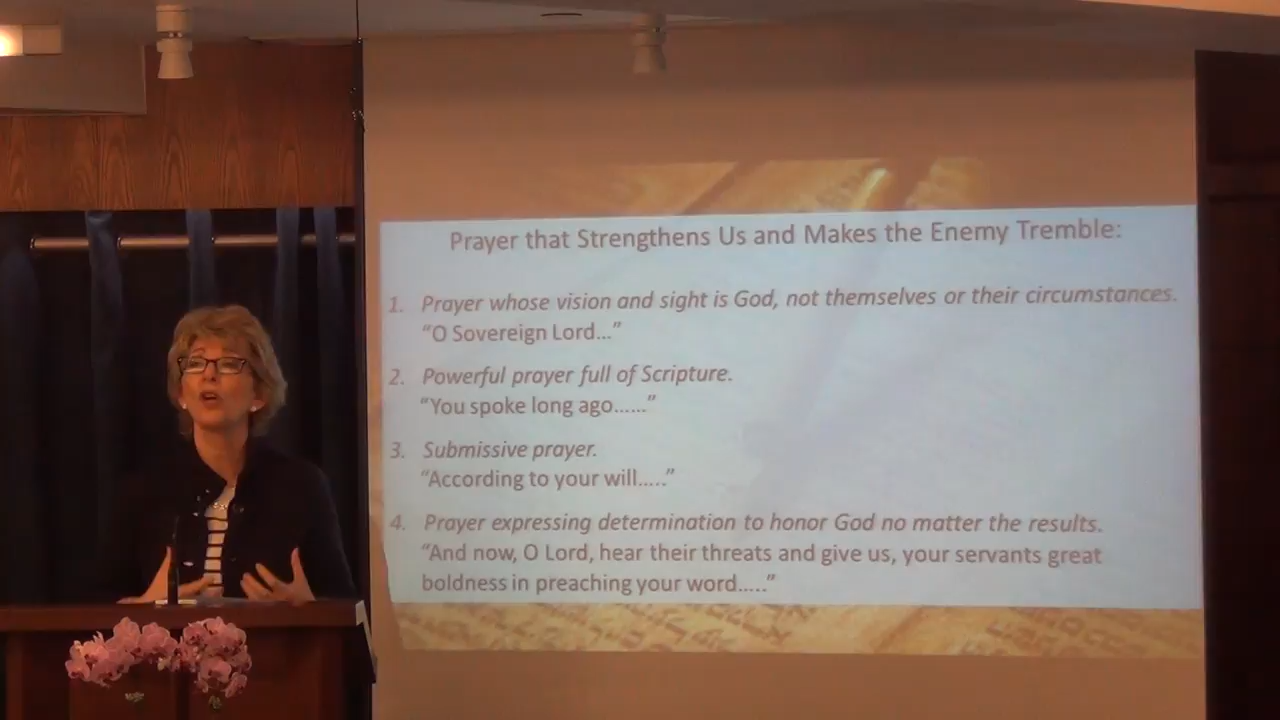 Prayer that Strengthens Us and Makes the Enemy Tremble:
1. Prayer whose vision and sight is God, not themselves or their circumstances.
“O Sovereign Lord...”
2. Powerful prayer full of Scripture.
“You spoke long ago......”
3. Submissive prayer.
“According to your will.....”
4. Prayer expressing determination to honor God no matter the results.
“And now, O Lord, hear their threats and give us, your servants great
boldness in preaching your word.....”